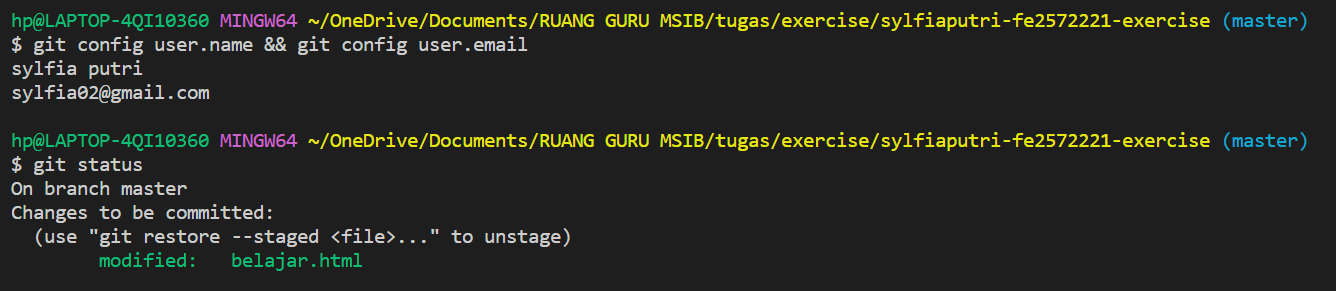 hp@LAPTOP-4QI10360 MINGW64 ~/OneDrive/Documents/RUANG GURU MSIB/tugas/exercise/sylfiaputri-fe2572221-exercise (master)
$ git config user.name && git config user.email
sylfia putri
sylfia02@gmail.com

hp@LAPTOP-4QI10360 MINGW64 ~/OneDrive/Documents/RUANG GURU MSIB/tugas/exercise/sylfiaputri-fe2572221-exercise (master)
$ git status
On branch master
Changes to be committed:
  (use "git restore --staged <file>..." to unstage)
        modified:   belajar.html